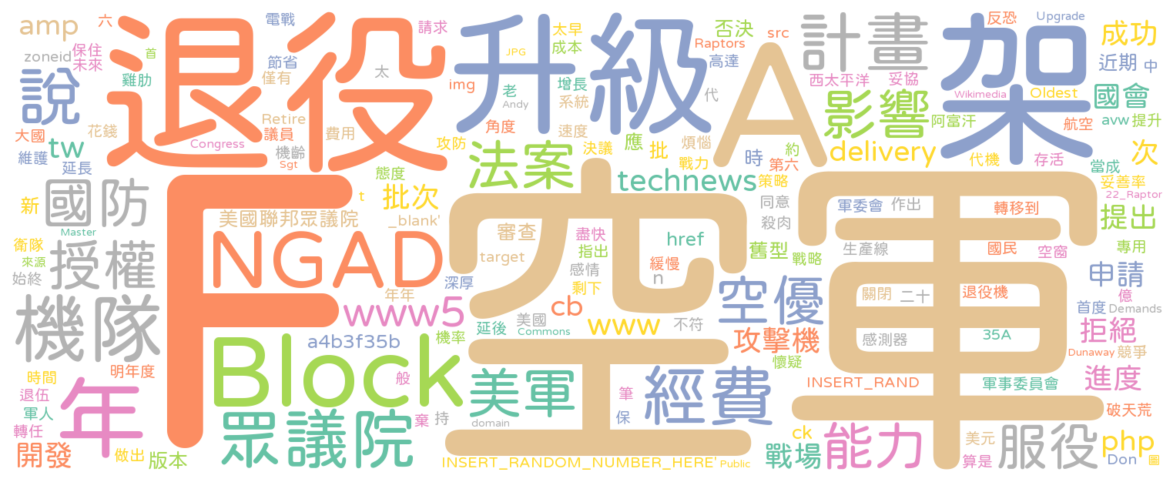 退役
升級
A
架
F
空軍
amp
六
電戰
請求
太早
成本
否決
src
計畫
反恐
Upgrade
成功
zoneid
保住
未來
雞肋
首
節省
僅有
太
JPG
img
老
Andy
增長
系統
Raptors
高達
代
西太平洋
妥協
Wikimedia
Oldest
近期
中
說
大國
維護
tw
延長
花錢
Congress
Retire
議員
機齡
Sgt
費用
攻防
角度
速度
應
批
決議
煩惱
戰力
時
約
第六
影響
阿富汗
delivery
代機
航空
存活
國會
avw
提升
當成
次
新
國防
Master
衛隊
來源
始終
授權
美國聯邦眾議院
態度
t
批次
_blank'
法案
technews
策略
同意
殺肉
軍委會
作出
轉移到
妥善率
22_Raptor
提出
專用
NGAD
審查
target
盡快
指出
感情
href
緩慢
n
舊型
戰略
生產線
國民
空窗
申請
機隊
年年
深厚
剩下
空優
關閉
二十
退役機
首度
億
Demands
www5
延後
美國
Commons
cb
www
不符
攻擊機
感測器
35A
拒絕
Dunaway
競爭
明年度
時間
退伍
軍人
轉任
年
Block
a4b3f35b
機率
懷疑
INSERT_RAND
軍事委員會
進度
般
棄
持
美軍
domain
筆
保
經費
破天荒
開發
做出
版本
眾議院
INSERT_RANDOM_NUMBER_HERE'
Public
戰場
ck
能力
美元
算是
服役
php
Don
圖